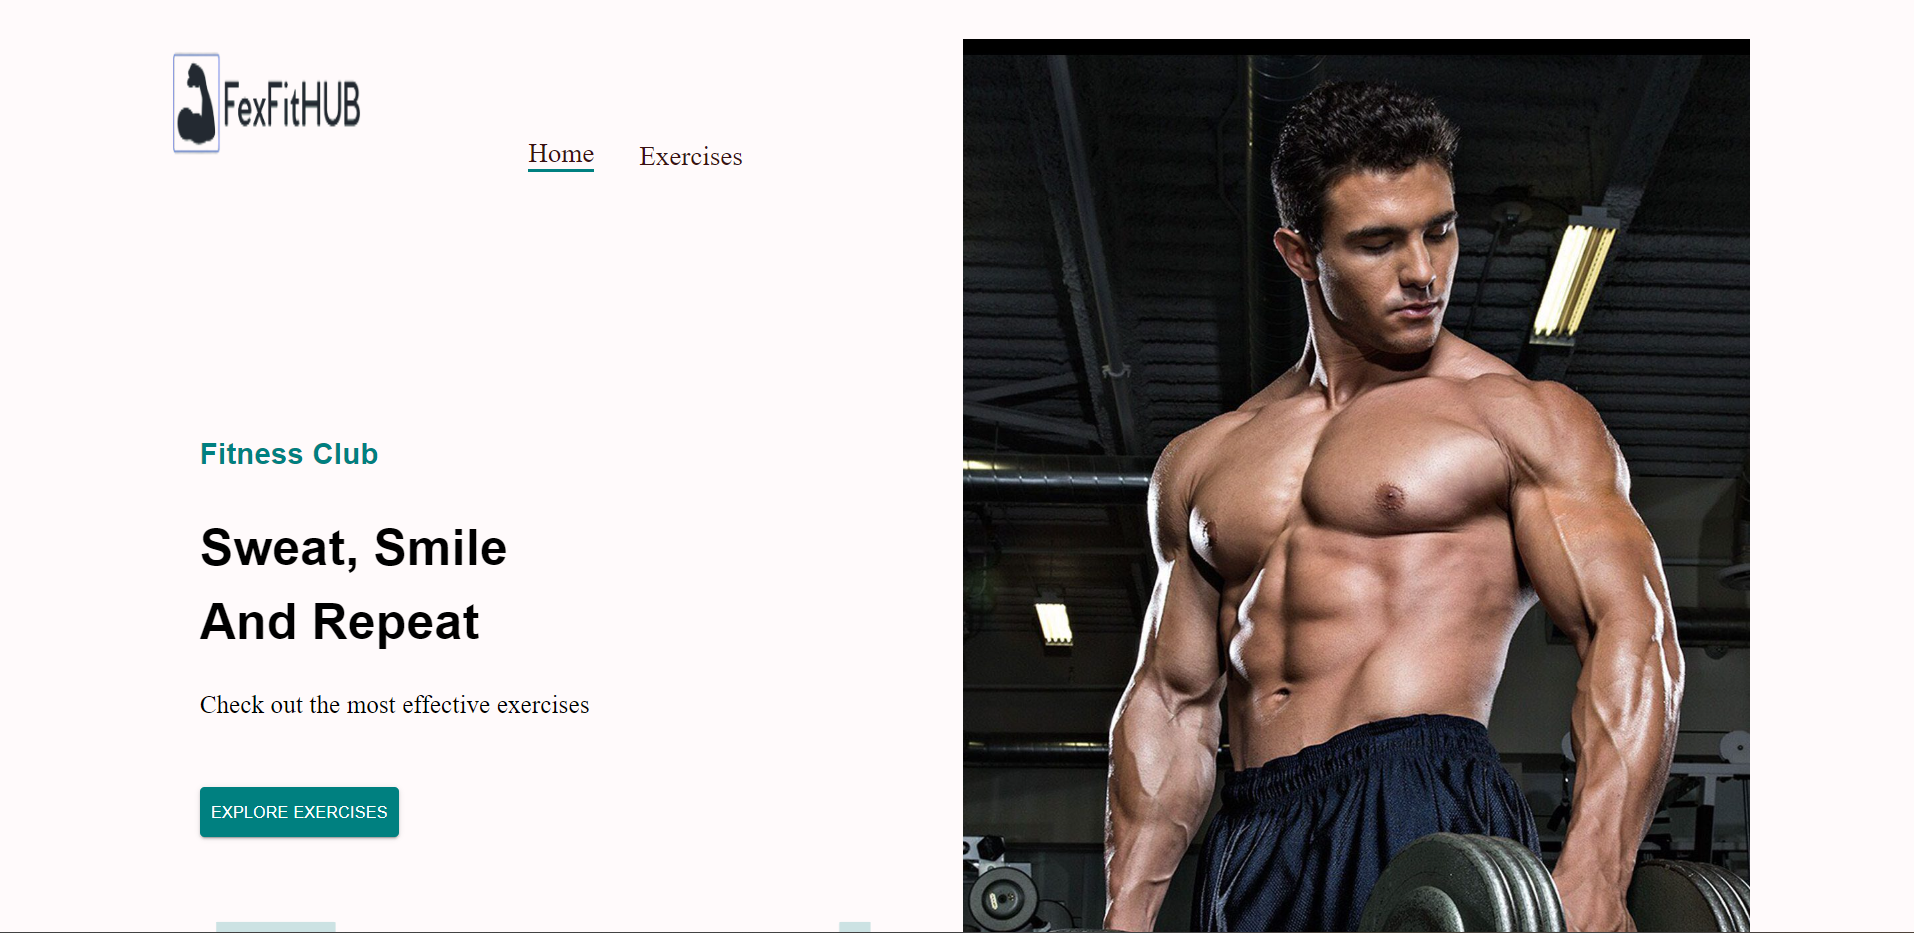 FexFitHUB
Home Exercises
Fitness Club
Sweat, Smile
And Repeat
Check out the most effective exercises
EXPLORE EXERCISES